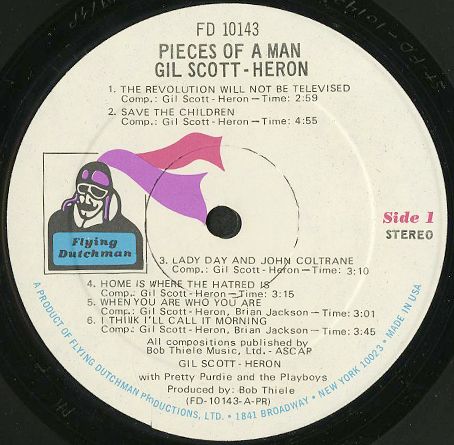 FD 10143
PIECES OF A MAN
GIL SCOTT-HERON
1. THE REVOLUTION WILL NOT BE TELEVISED
Comp.: Gil Scott-Heron — Time: 2:59
2. SAVE THE CHILDREN
Comp.: Gil Scott-Heron — Time: 4:55
Flying
Dutchman
Side 1
STEREO
3. LADY DAY AND JOHN COLTRANE
Comp.: Gil Scott-Heron — Time: 3:10
4. HOME IS WHERE THE HATRED IS
Comp.: Gil Scott-Heron — Time: 3:15
5. WHEN YOU ARE WHO YOU ARE
Comp.: Gil Scott-Heron, Brian Jackson — Time: 3:01
6. I THINK I'LL CALL IT MORNING
Comp.: Gil Scott-Heron, Brian Jackson — Time: 3:45
All compositions published by
Bob Thiele Music, Ltd. - ASCAP
GIL SCOTT-HERON
with Pretty Purdie and the Playboys
Produced by: Bob Thiele
(FD-10143-A-PR)
A PRODUCT OF FLYING DUTCHMAN PRODUCTIONS, LTD. • 1841 BROADWAY • NEW YORK 10023 • MADE IN USA